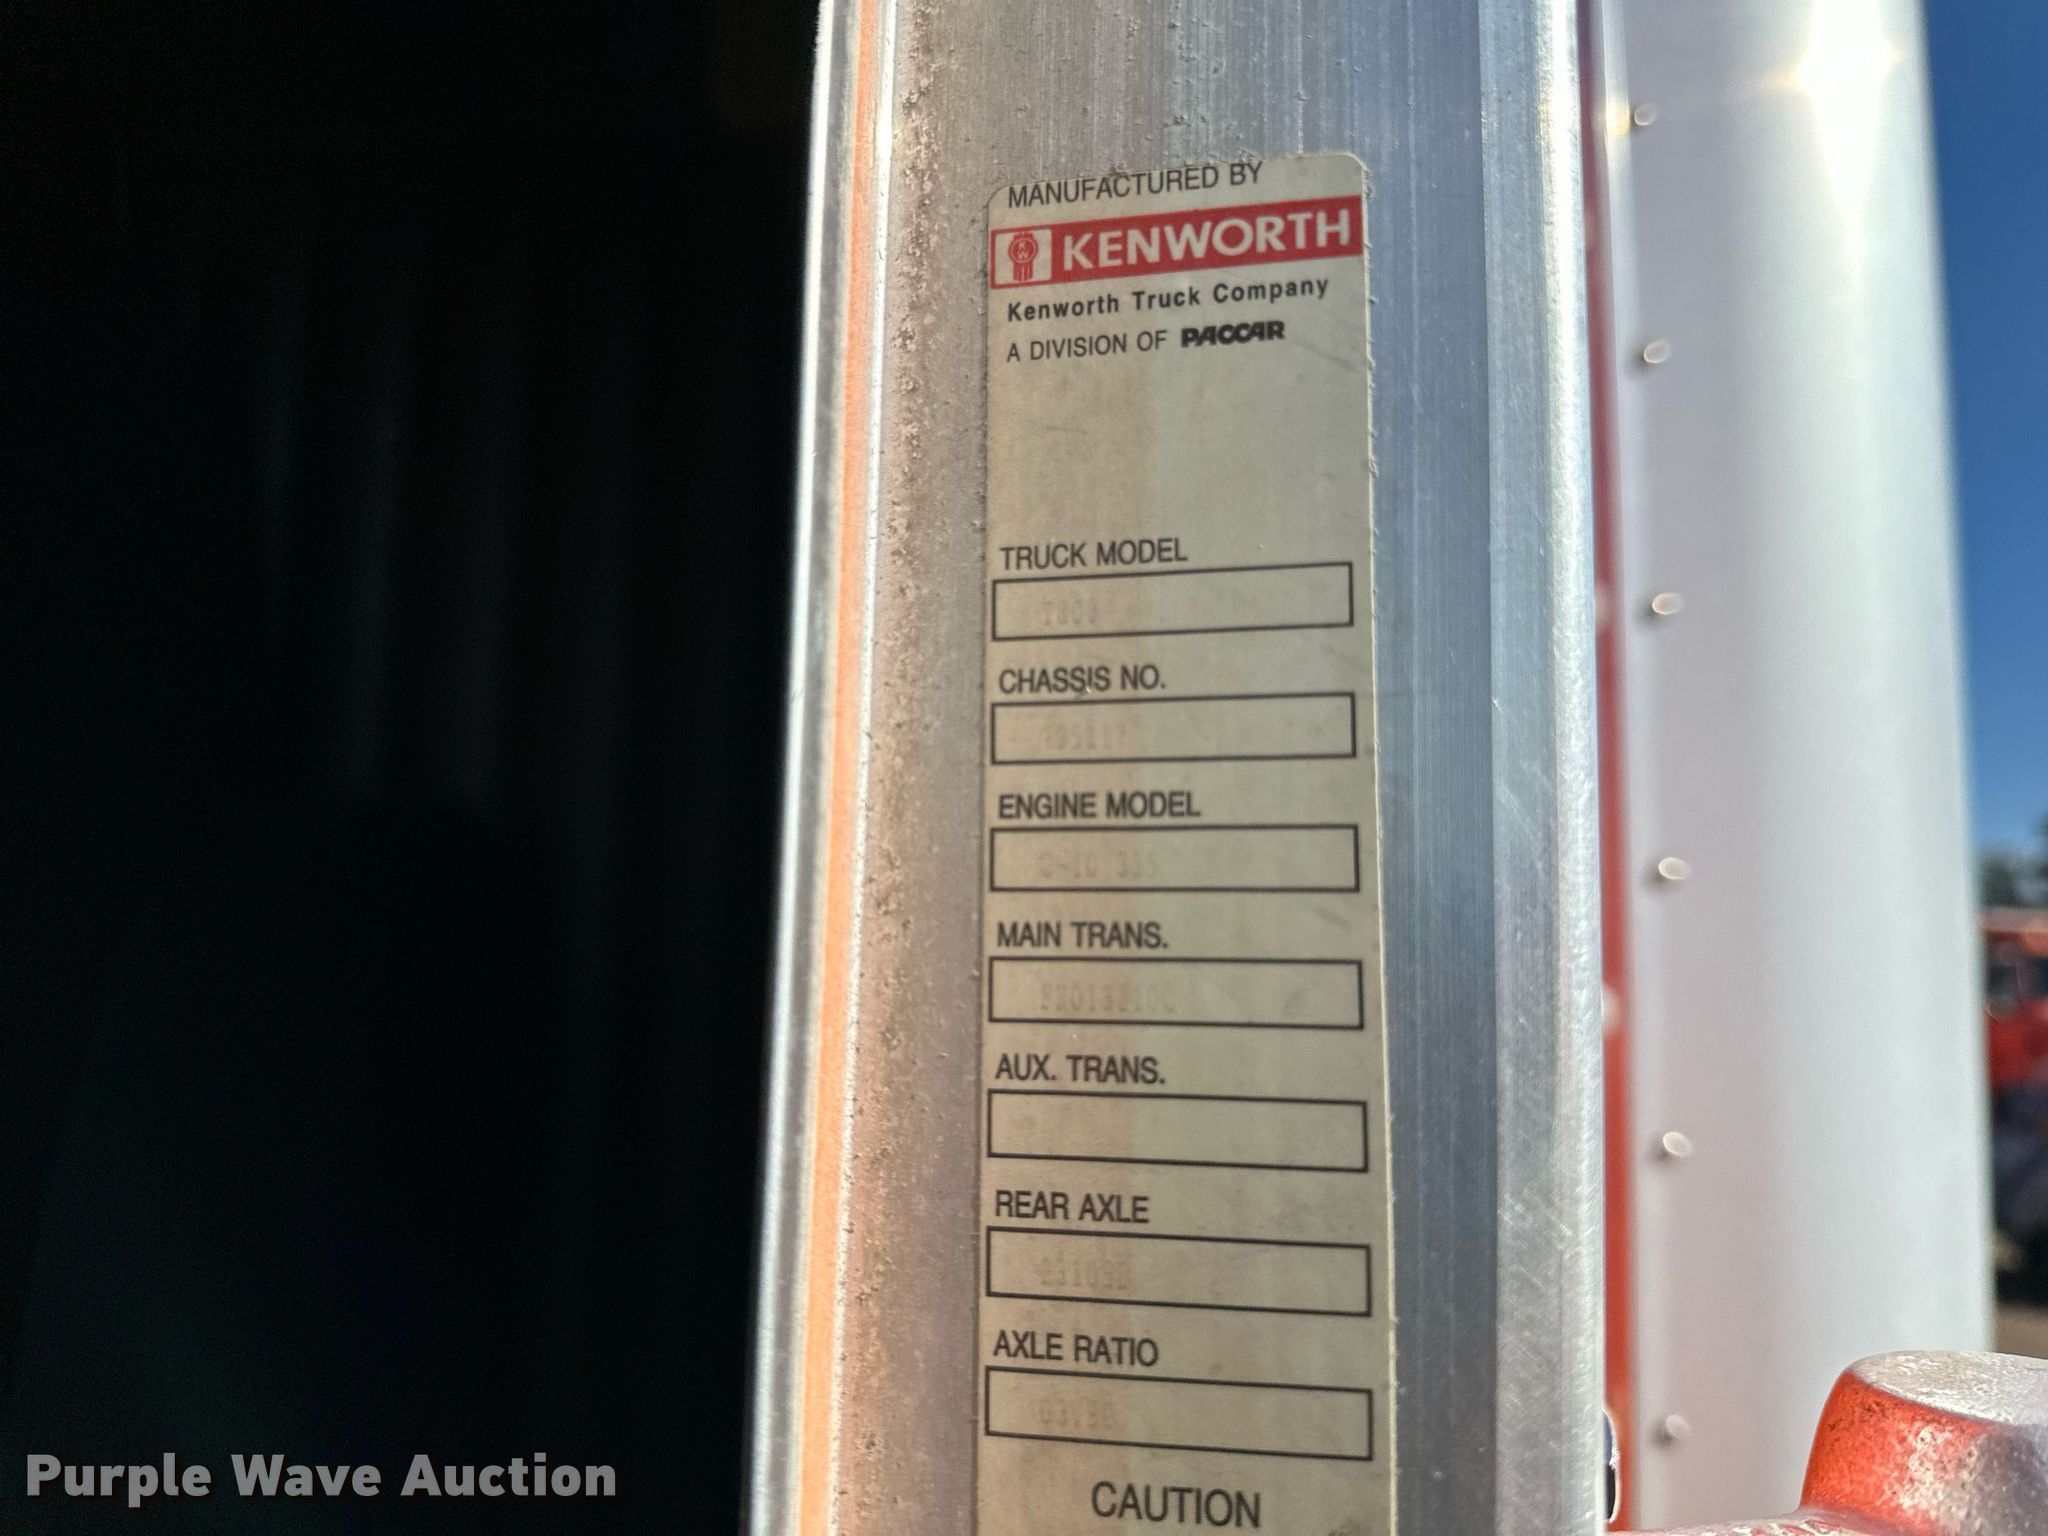 MANUFACTURED BY
KENWORTH
Kenworth Truck Company
A DIVISION OF PACCAR
TRUCK MODEL
T800
CHASSIS NO.
ENGINE MODEL
MAIN TRANS.
AUX. TRANS.
REAR AXLE
AXLE RATIO
CAUTION
Purple Wave Auction